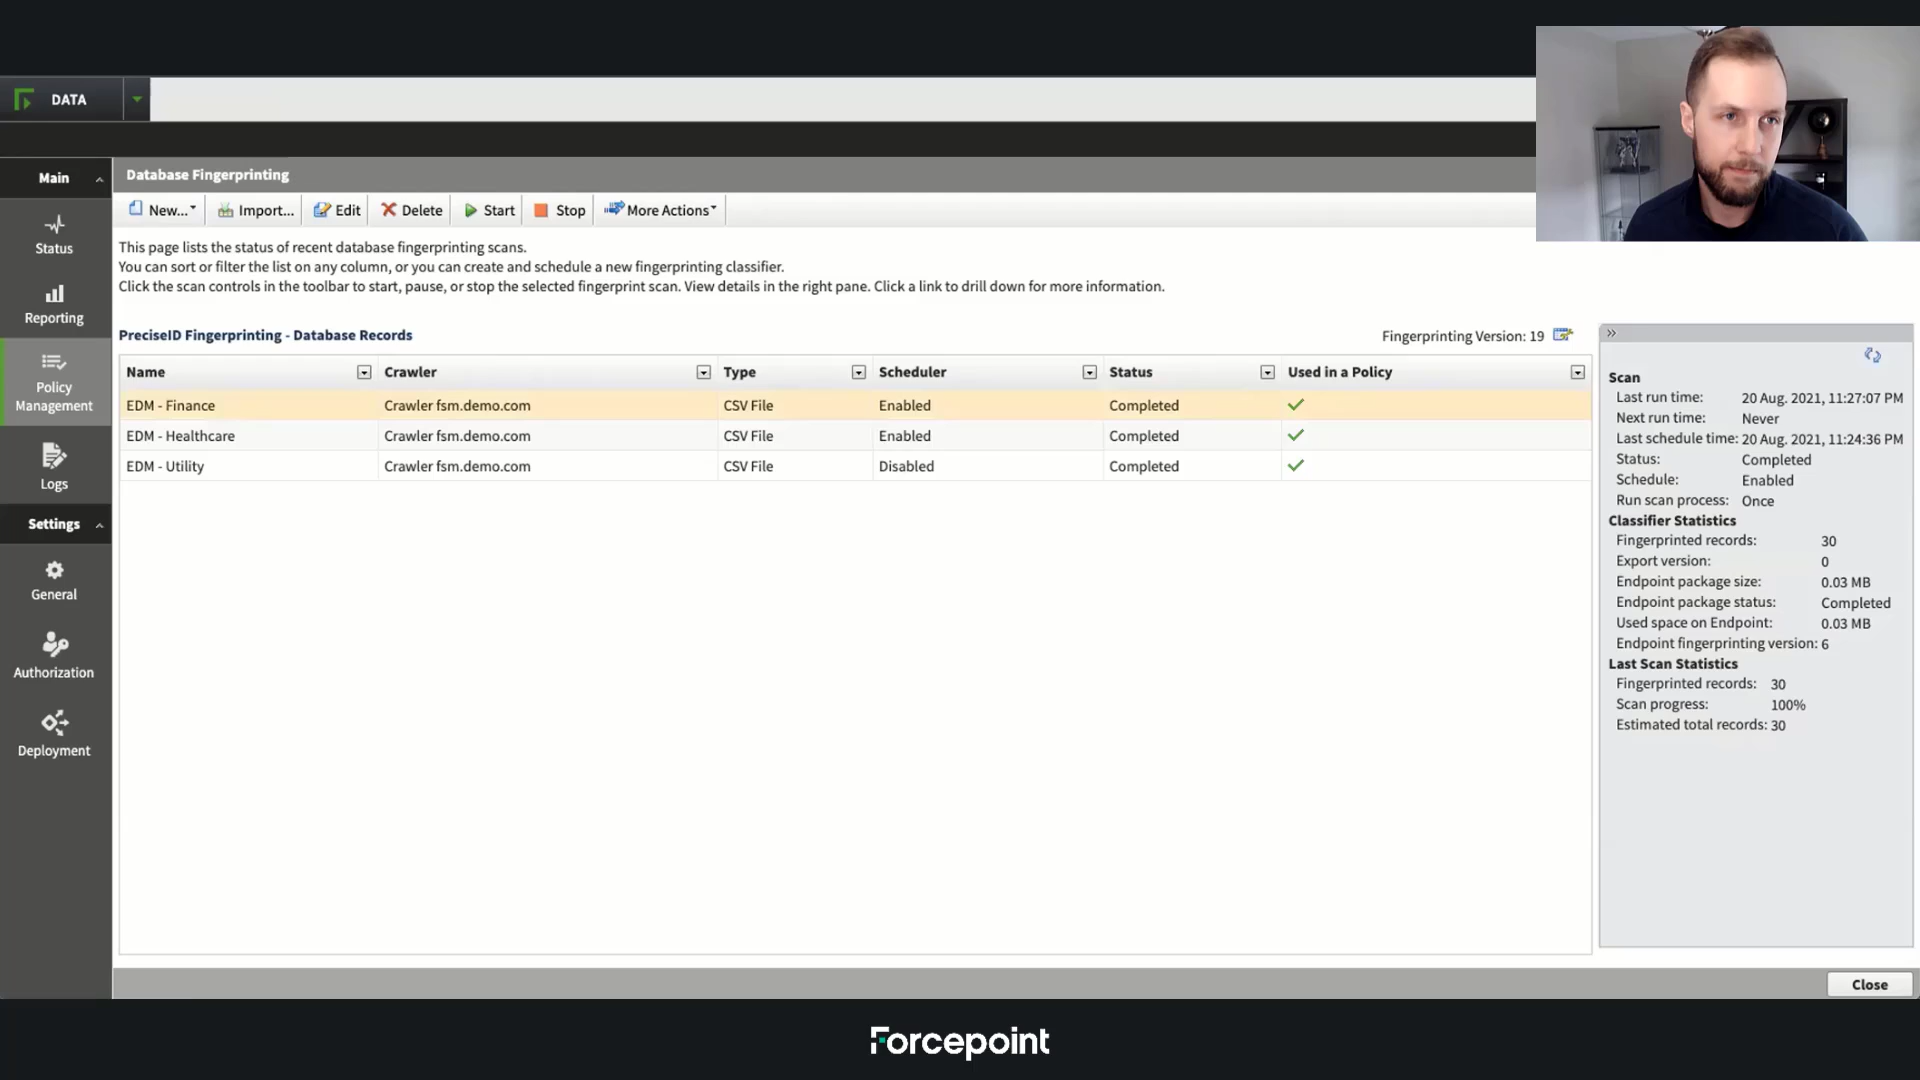 DATA
Main
Status
Reporting
Policy
Management
Logs
Settings
General
Authorization
Deployment
Database Fingerprinting
New...
Import...
Edit
Delete
Start
Stop
More Actions
This page lists the status of recent database fingerprinting scans.
You can sort or filter the list on any column, or you can create and schedule a new fingerprinting classifier.
Click the scan controls in the toolbar to start, pause, or stop the selected fingerprint scan. View details in the right pane. Click a link to drill down for more information.
PreciseID Fingerprinting - Database Records
Fingerprinting Version: 19
Name Crawler Type Scheduler Status Used in a Policy
EDM - Finance Crawler fsm.demo.com CSV File Enabled Completed
EDM - Healthcare Crawler fsm.demo.com CSV File Enabled Completed
EDM - Utility Crawler fsm.demo.com CSV File Disabled Completed
Scan
Last run time: 20 Aug. 2021, 11:27:07 PM
Next run time: Never
Last schedule time: 20 Aug. 2021, 11:24:36 PM
Status: Completed
Schedule: Enabled
Run scan process: Once
Classifier Statistics
Fingerprinted records: 30
Export version: 0
Endpoint package size: 0.03 MB
Endpoint package status: Completed
Used space on Endpoint: 0.03 MB
Endpoint fingerprinting version: 6
Last Scan Statistics
Fingerprinted records: 30
Scan progress: 100%
Estimated total records: 30
Close
Forcepoint